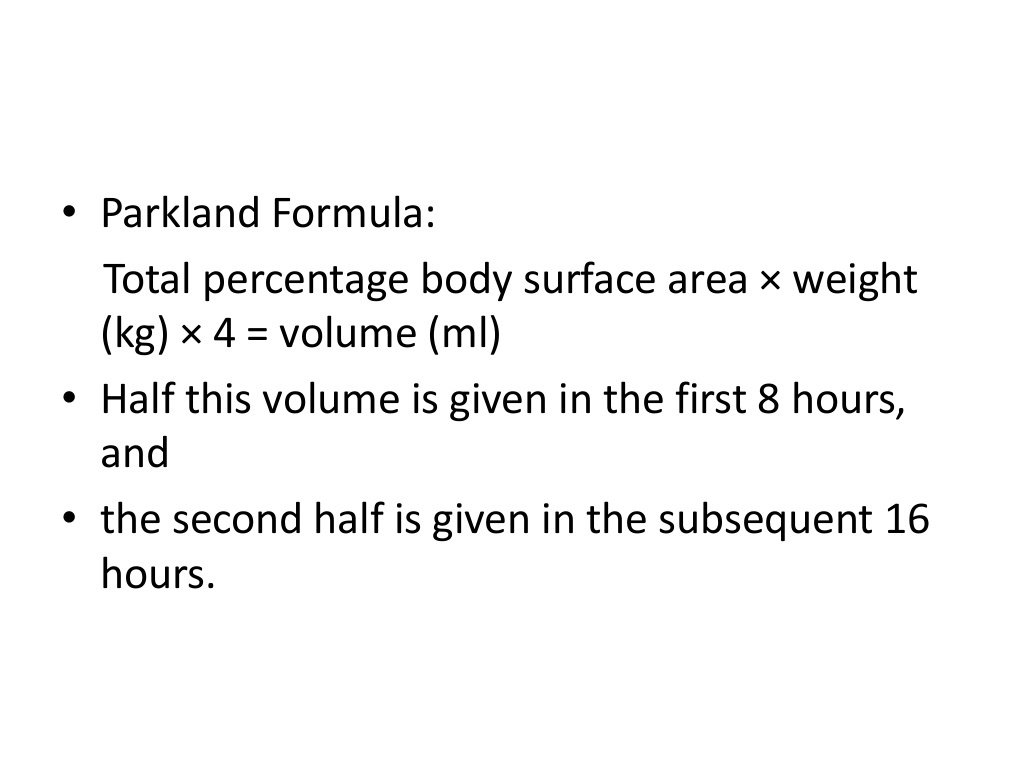 • Parkland Formula:
Total percentage body surface area × weight
(kg) × 4 = volume (ml)
• Half this volume is given in the first 8 hours,
and
• the second half is given in the subsequent 16
hours.